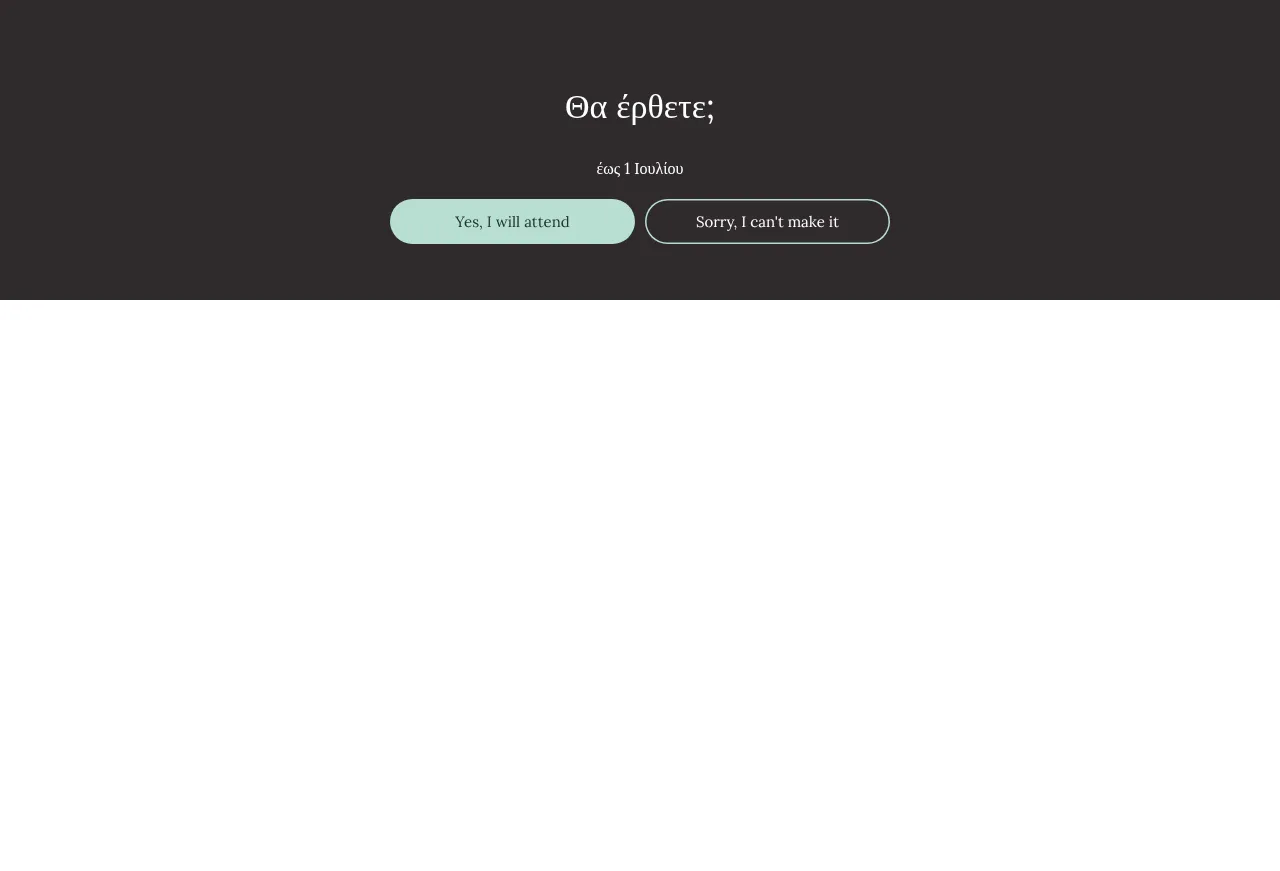 Θα έρθετε;
έως 1 Ιουλίου
Yes, I will attend
Sorry, I can't make it